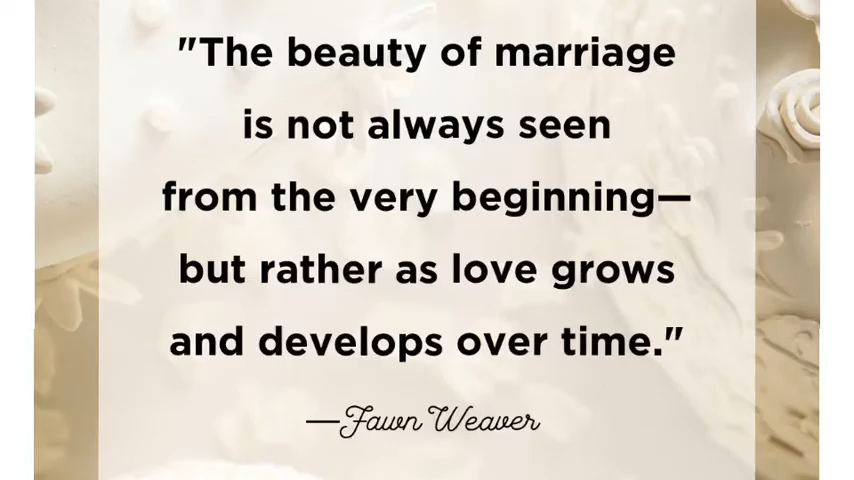 "The beauty of marriage
is not always seen
from the very beginning—
but rather as love grows
and develops over time."
—Fawn Weaver